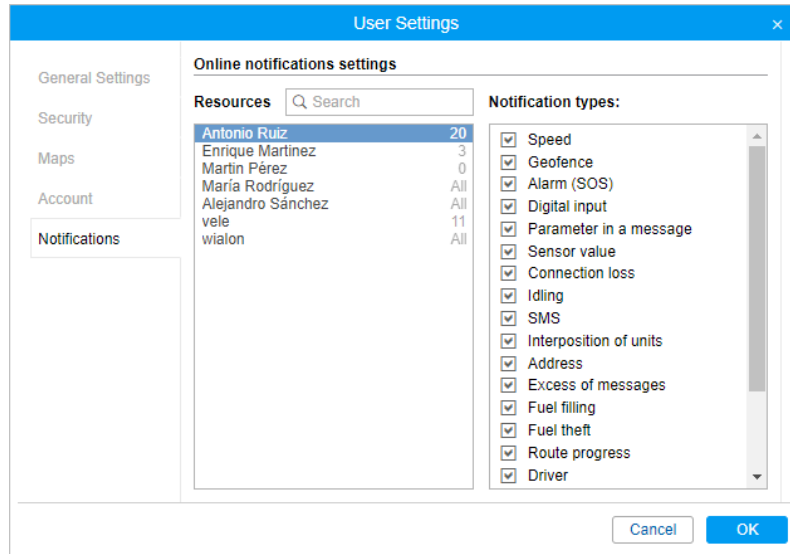 User Settings
×
General Settings
Security
Maps
Account
Notifications
Online notifications settings
Resources
Search
Antonio Ruiz 20
Enrique Martinez 3
Martin Pérez 0
María Rodríguez All
Alejandro Sánchez All
vele 11
wialon All
Notification types:
Speed
Geofence
Alarm (SOS)
Digital input
Parameter in a message
Sensor value
Connection loss
Idling
SMS
Interposition of units
Address
Excess of messages
Fuel filling
Fuel theft
Route progress
Driver
Cancel
OK